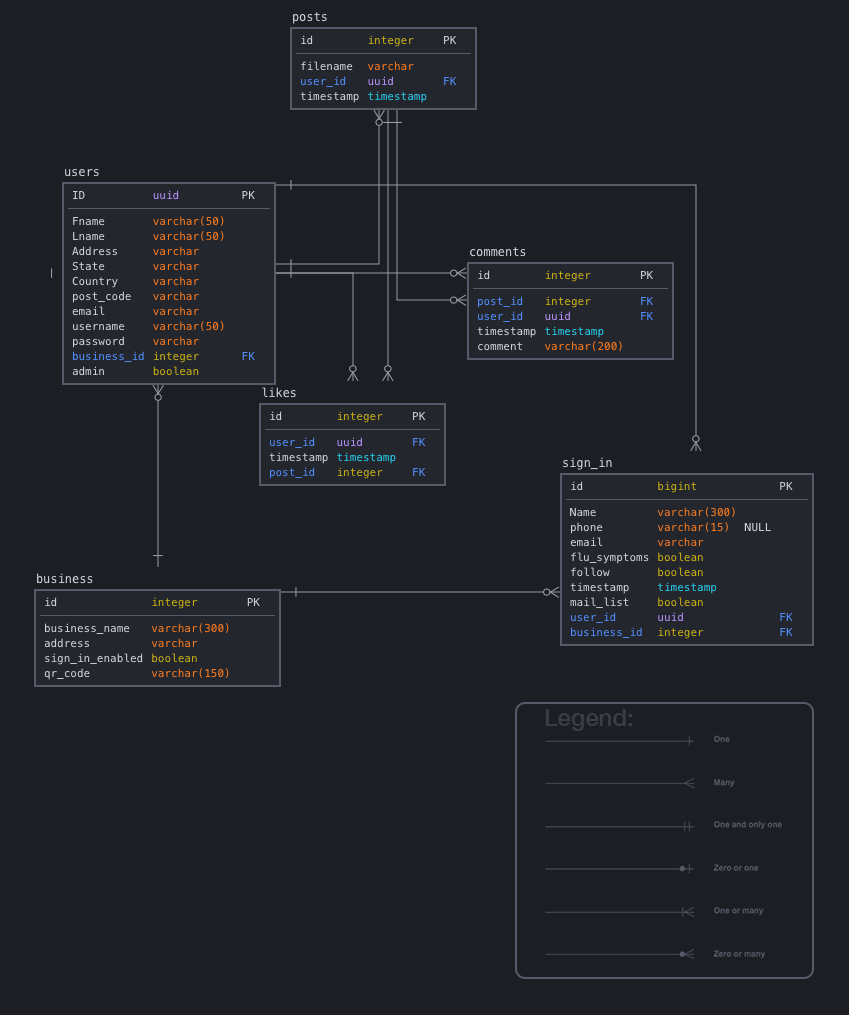 posts
id integer PK
filename varchar
user_id uuid FK
timestamp timestamp
users
ID uuid PK
Fname varchar(50)
Lname varchar(50)
Address varchar
State varchar
Country varchar
post_code varchar
email varchar
username varchar(50)
password varchar
business_id integer FK
admin boolean
comments
id integer PK
post_id integer FK
user_id uuid FK
timestamp timestamp
comment varchar(200)
likes
id integer PK
user_id uuid FK
timestamp timestamp
post_id integer FK
sign_in
id bigint PK
Name varchar(300)
phone varchar(15) NULL
email varchar
flu_symptoms boolean
follow boolean
timestamp timestamp
mail_list boolean
user_id uuid FK
business_id integer FK
business
id integer PK
business_name varchar(300)
address varchar
sign_in_enabled boolean
qr_code varchar(150)
Legend:
One
Many
One and only one
Zero or one
One or many
Zero or many